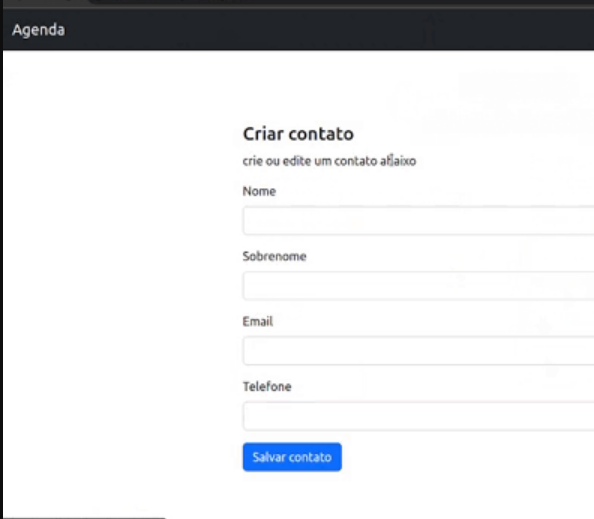 Agenda
Criar contato
crie ou edite um contato abaixo
Nome
Sobrenome
Email
Telefone
Salvar contato